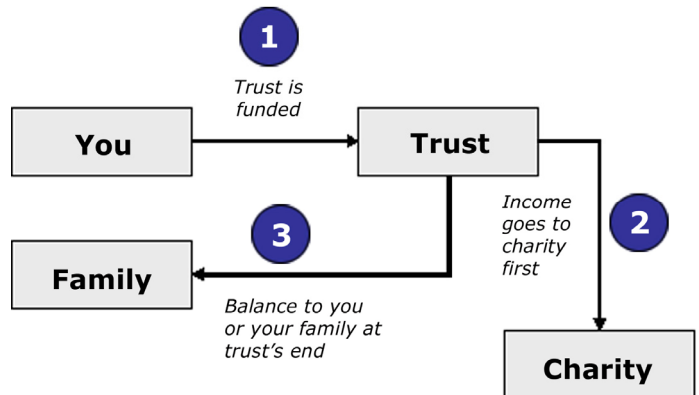 1
Trust is
funded
You
Trust
Income
goes to
charity
first
2
3
Family
Balance to you
or your family at
trust's end
Charity